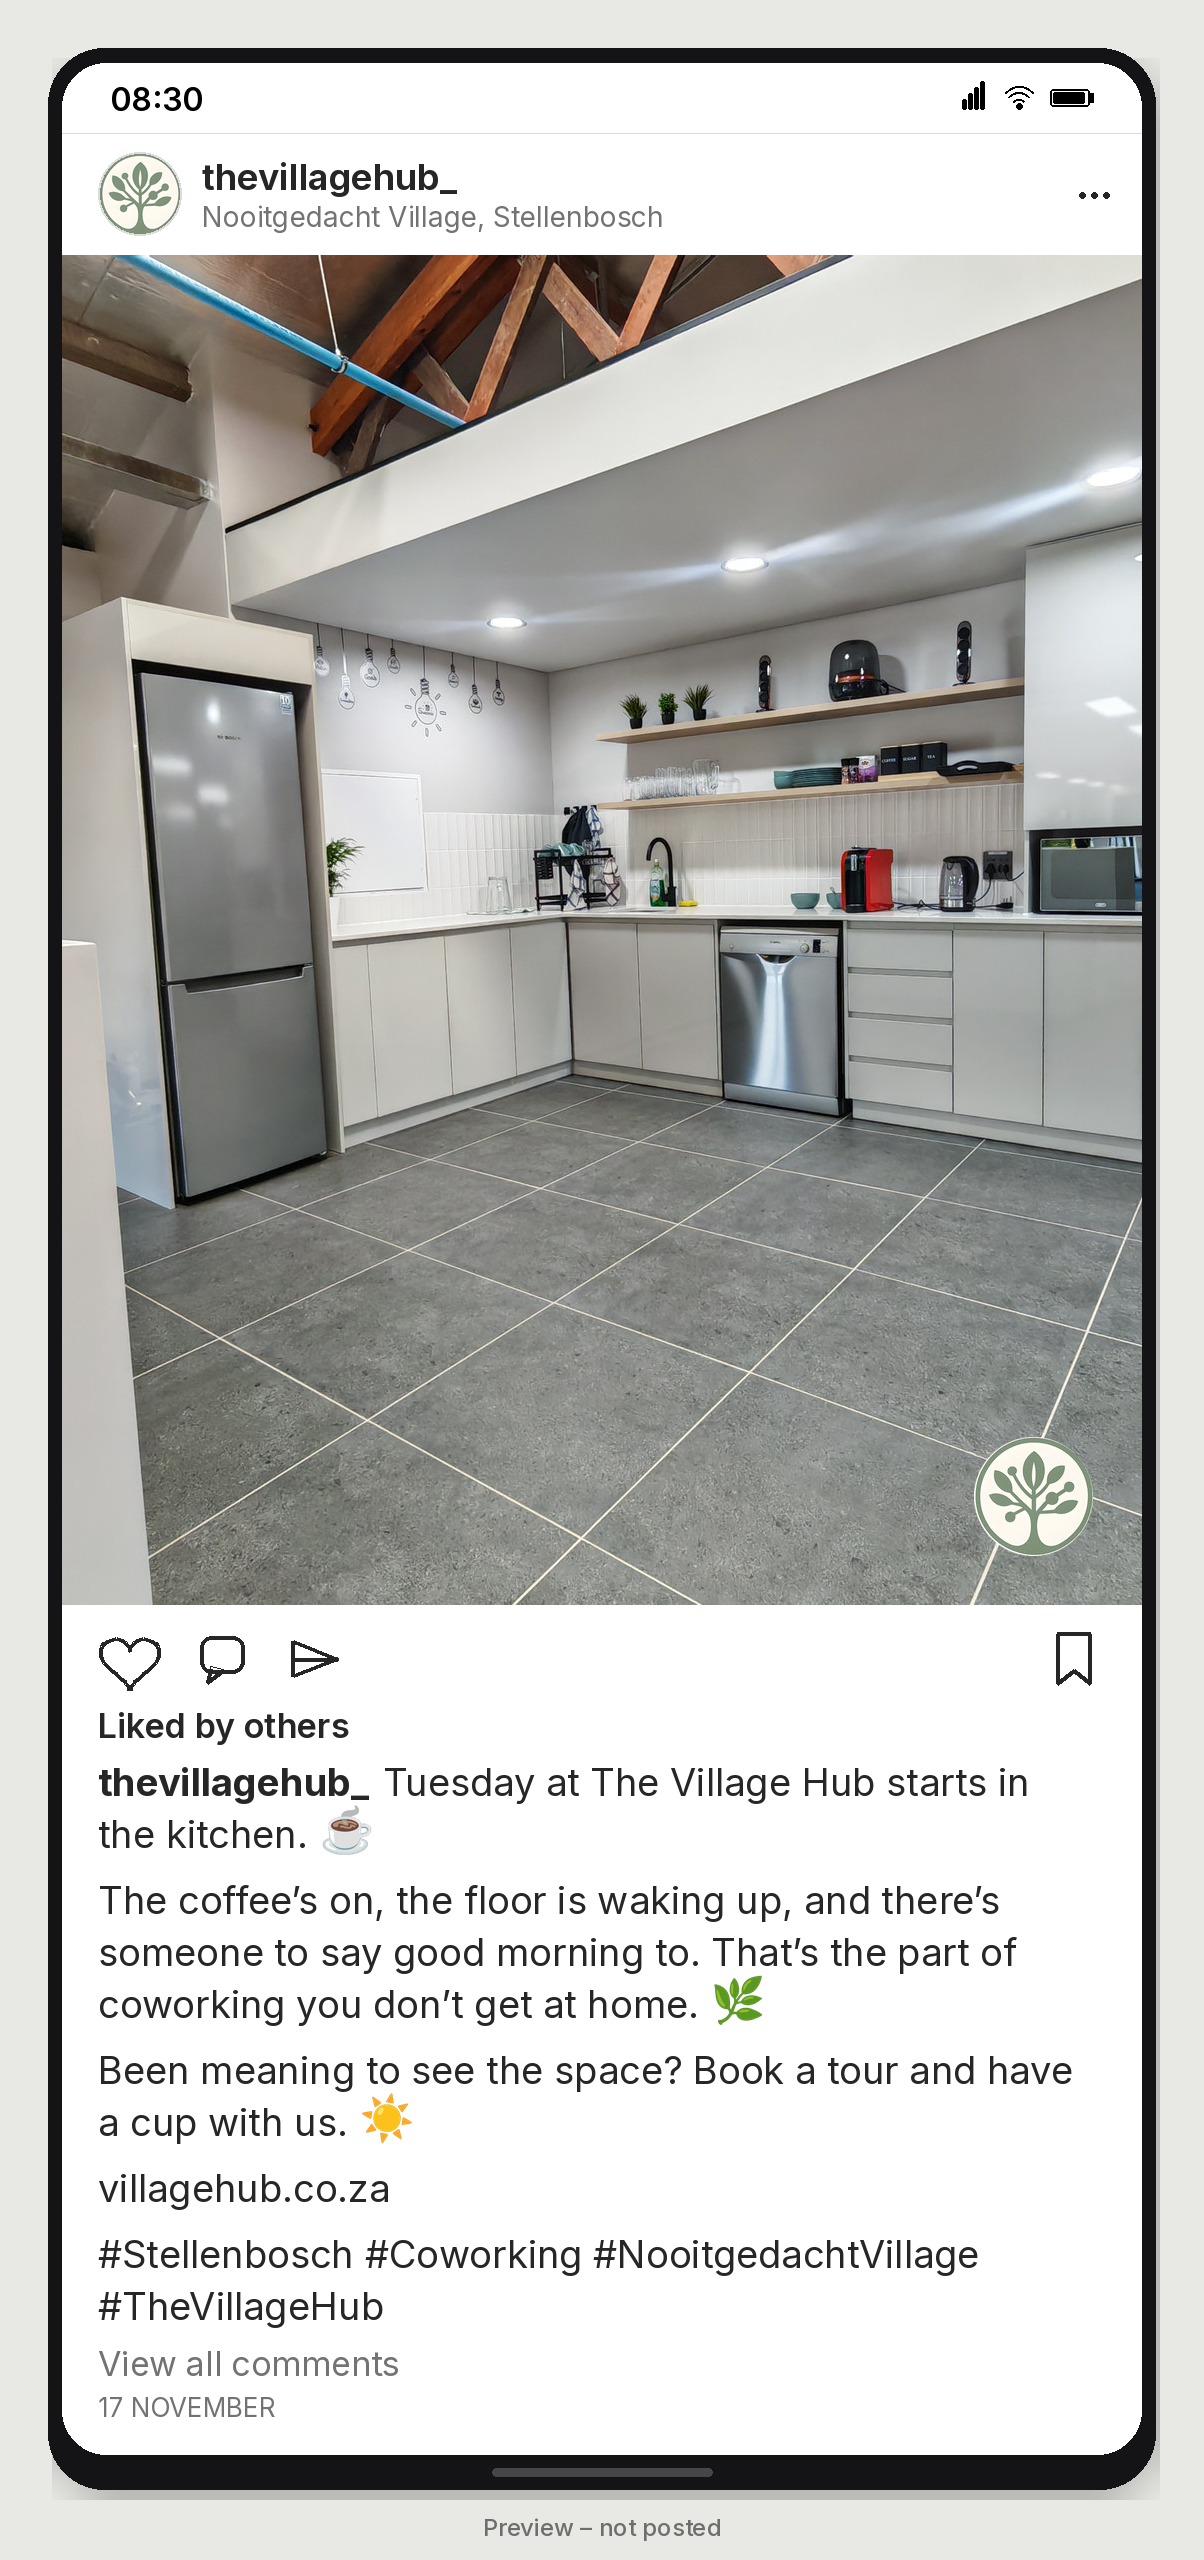 08:30
thevillagehub_
Nooitgedacht Village, Stellenbosch
COFFEE SUGAR TEA
Liked by others
thevillagehub_ Tuesday at The Village Hub starts in
the kitchen. ☕
The coffee’s on, the floor is waking up, and there’s
someone to say good morning to. That’s the part of
coworking you don’t get at home. 🌿
Been meaning to see the space? Book a tour and have
a cup with us. ☀️
villagehub.co.za
#Stellenbosch #Coworking #NooitgedachtVillage
#TheVillageHub
View all comments
17 NOVEMBER
Preview – not posted